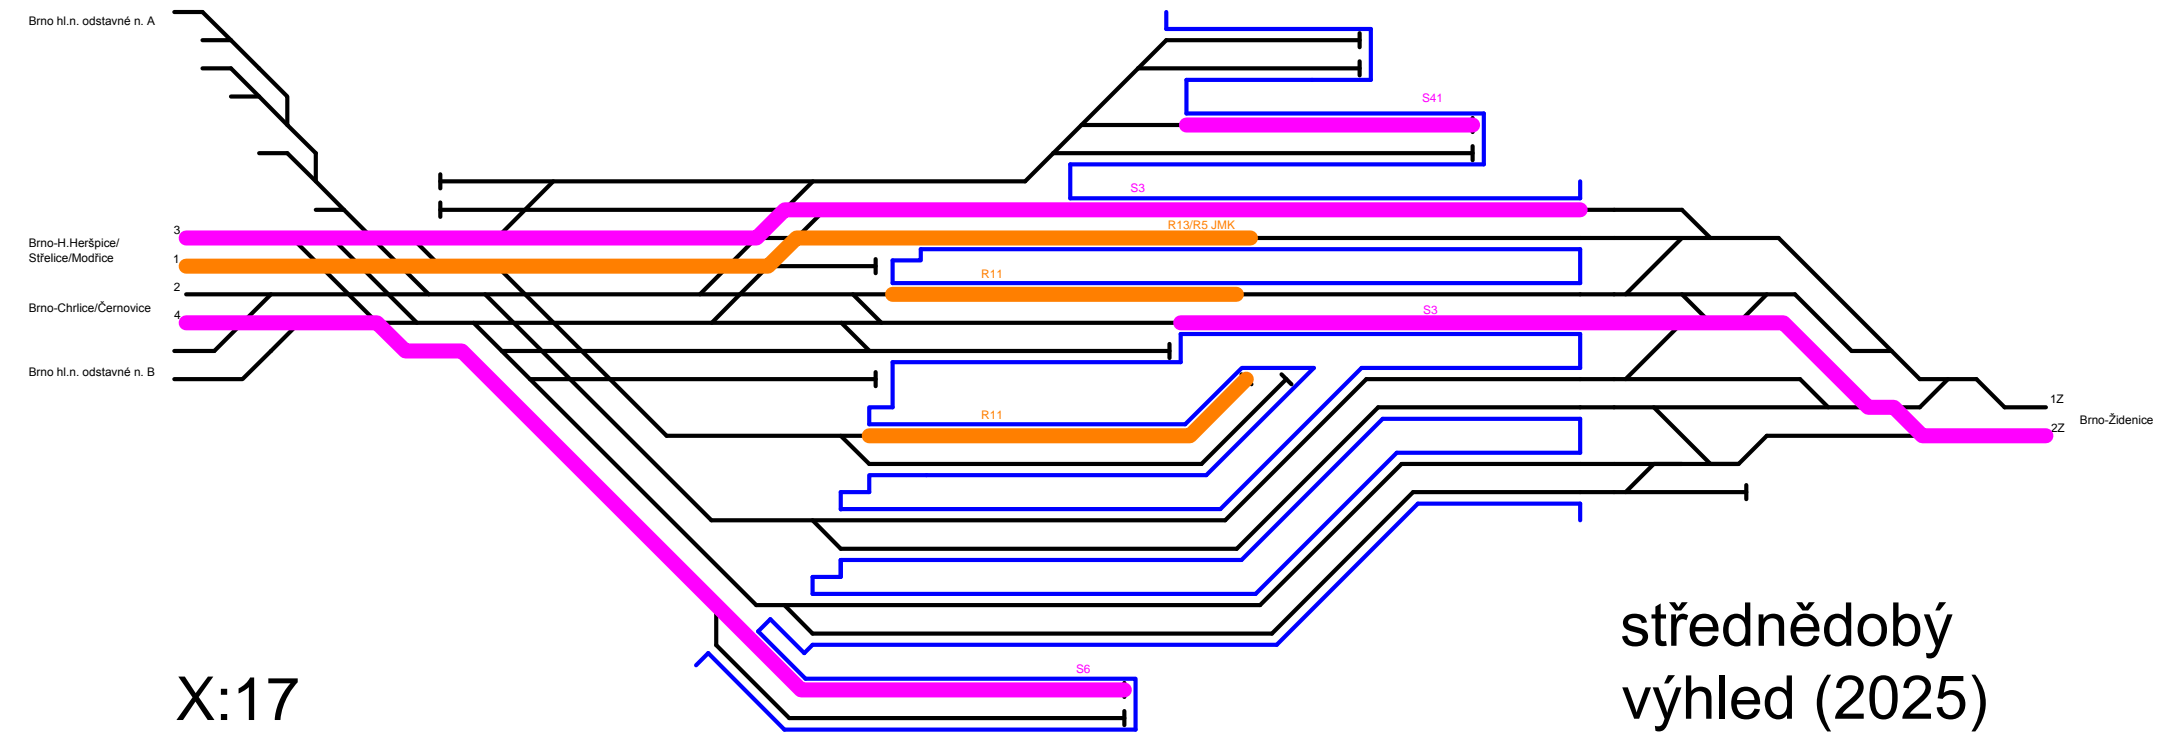 Brno hl.n. odstavné n. A
S41
S3
3
R13/R5 JMK
Brno-H.Heršpice/
Střelice/Modřice
1
R11
2
Brno-Chrlice/Černovice
4
S3
Brno hl.n. odstavné n. B
1Z
R11
Brno-Židenice
2Z
S6
střednědobý
výhled (2025)
X:17